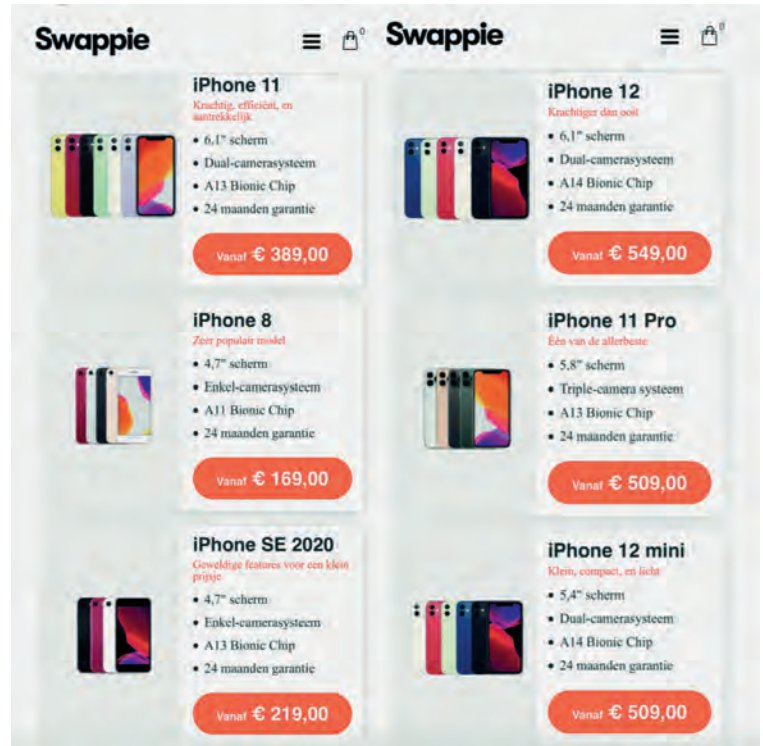 Swappie
0
iPhone 11
Krachtig, efficiënt, en
aantrekkelijk
• 6,1" scherm
• Dual-camerasysteem
• A13 Bionic Chip
• 24 maanden garantie
Vanaf € 389,00
iPhone 8
Zeer populair model
• 4,7" scherm
• Enkel-camerasysteem
• A11 Bionic Chip
• 24 maanden garantie
Vanaf € 169,00
iPhone SE 2020
Geweldige features voor een klein
prijsje
• 4,7" scherm
• Enkel-camerasysteem
• A13 Bionic Chip
• 24 maanden garantie
Vanaf € 219,00
Swappie
0
iPhone 12
Krachtiger dan ooit
• 6,1" scherm
• Dual-camerasysteem
• A14 Bionic Chip
• 24 maanden garantie
Vanaf € 549,00
iPhone 11 Pro
Één van de allerbeste
• 5,8" scherm
• Triple-camera systeem
• A13 Bionic Chip
• 24 maanden garantie
Vanaf € 509,00
iPhone 12 mini
Klein, compact, en licht
• 5,4" scherm
• Dual-camerasysteem
• A14 Bionic Chip
• 24 maanden garantie
Vanaf € 509,00